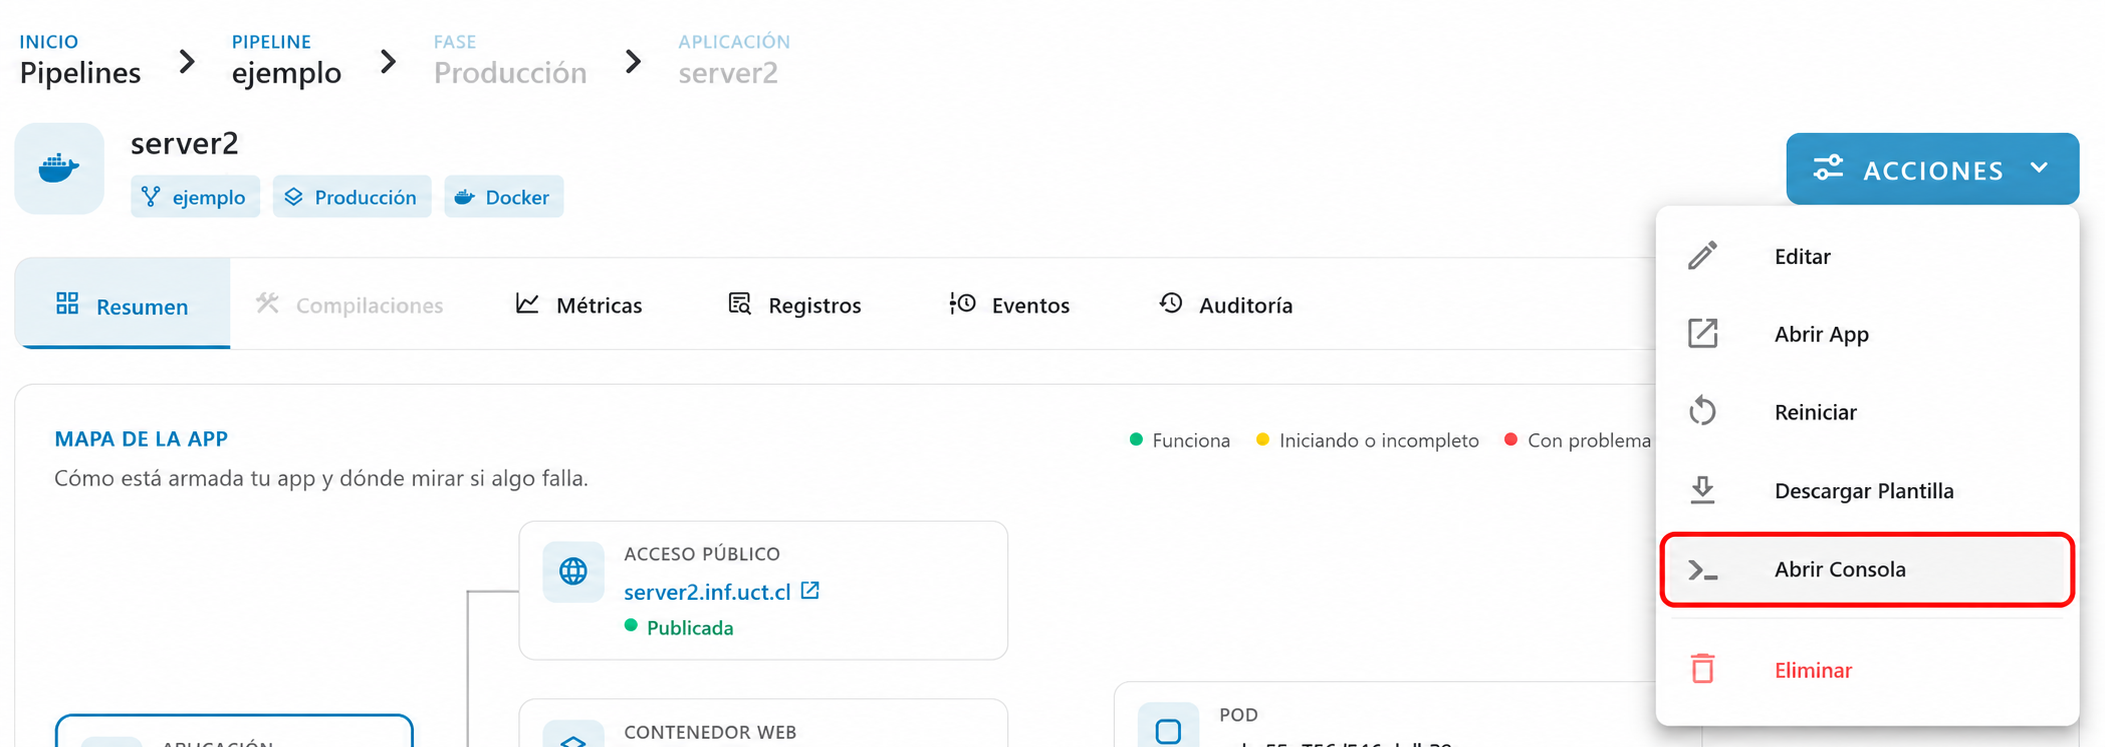 INICIO
Pipelines
PIPELINE
ejemplo
FASE
Producción
APLICACIÓN
server2
server2
ejemplo
Producción
Docker
ACCIONES
Editar
Abrir App
Reiniciar
Descargar Plantilla
Abrir Consola
Eliminar
Resumen
Compilaciones
Métricas
Registros
Eventos
Auditoría
MAPA DE LA APP
Cómo está armada tu app y dónde mirar si algo falla.
Funciona
Iniciando o incompleto
Con problema
ACCESO PÚBLICO
server2.inf.uct.cl
Publicada
CONTENEDOR WEB
POD
APLICACIÓN